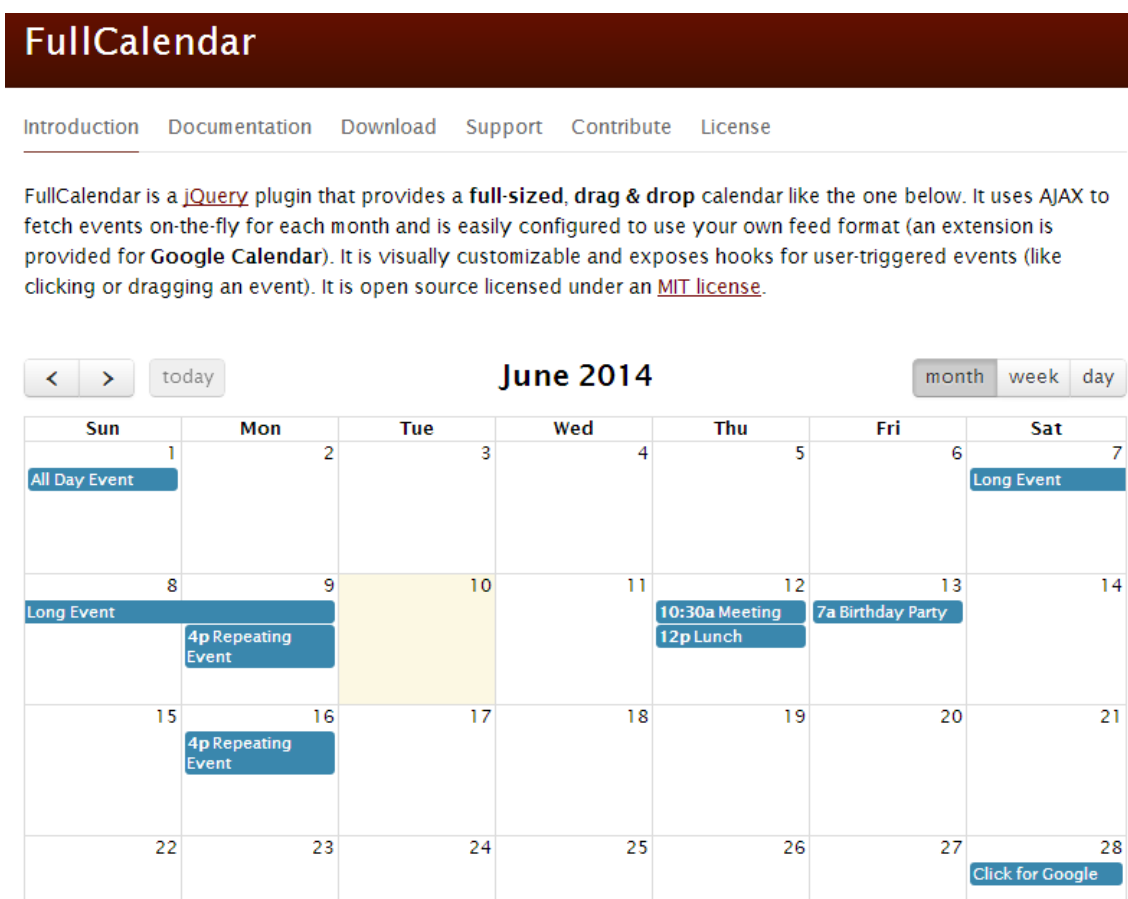 FullCalendar
Introduction Documentation Download Support Contribute License
FullCalendar is a jQuery plugin that provides a full-sized, drag & drop calendar like the one below. It uses AJAX to
fetch events on-the-fly for each month and is easily configured to use your own feed format (an extension is
provided for Google Calendar). It is visually customizable and exposes hooks for user-triggered events (like
clicking or dragging an event). It is open source licensed under an MIT license.
< > today June 2014 month week day
Sun Mon Tue Wed Thu Fri Sat
1 2 3 4 5 6 7
All Day Event Long Event
8 9 10 11 12 13 14
Long Event 10:30a Meeting 7a Birthday Party
4p Repeating 12p Lunch
Event
15 16 17 18 19 20 21
4p Repeating
Event
22 23 24 25 26 27 28
Click for Google